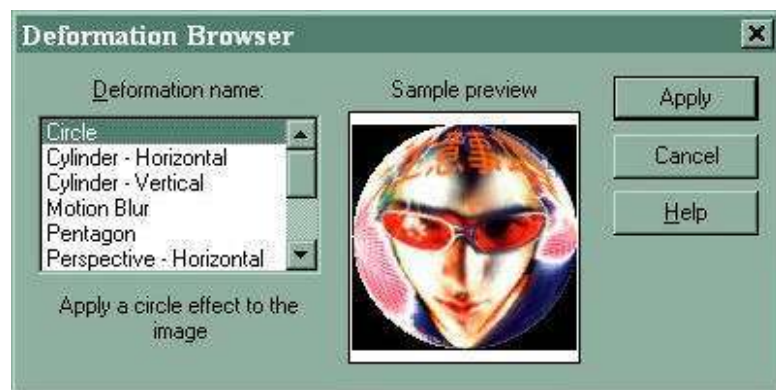 Deformation Browser
Deformation name:
Circle
Cylinder - Horizontal
Cylinder - Vertical
Motion Blur
Pentagon
Perspective - Horizontal
Apply a circle effect to the
image
Sample preview
Apply
Cancel
Help